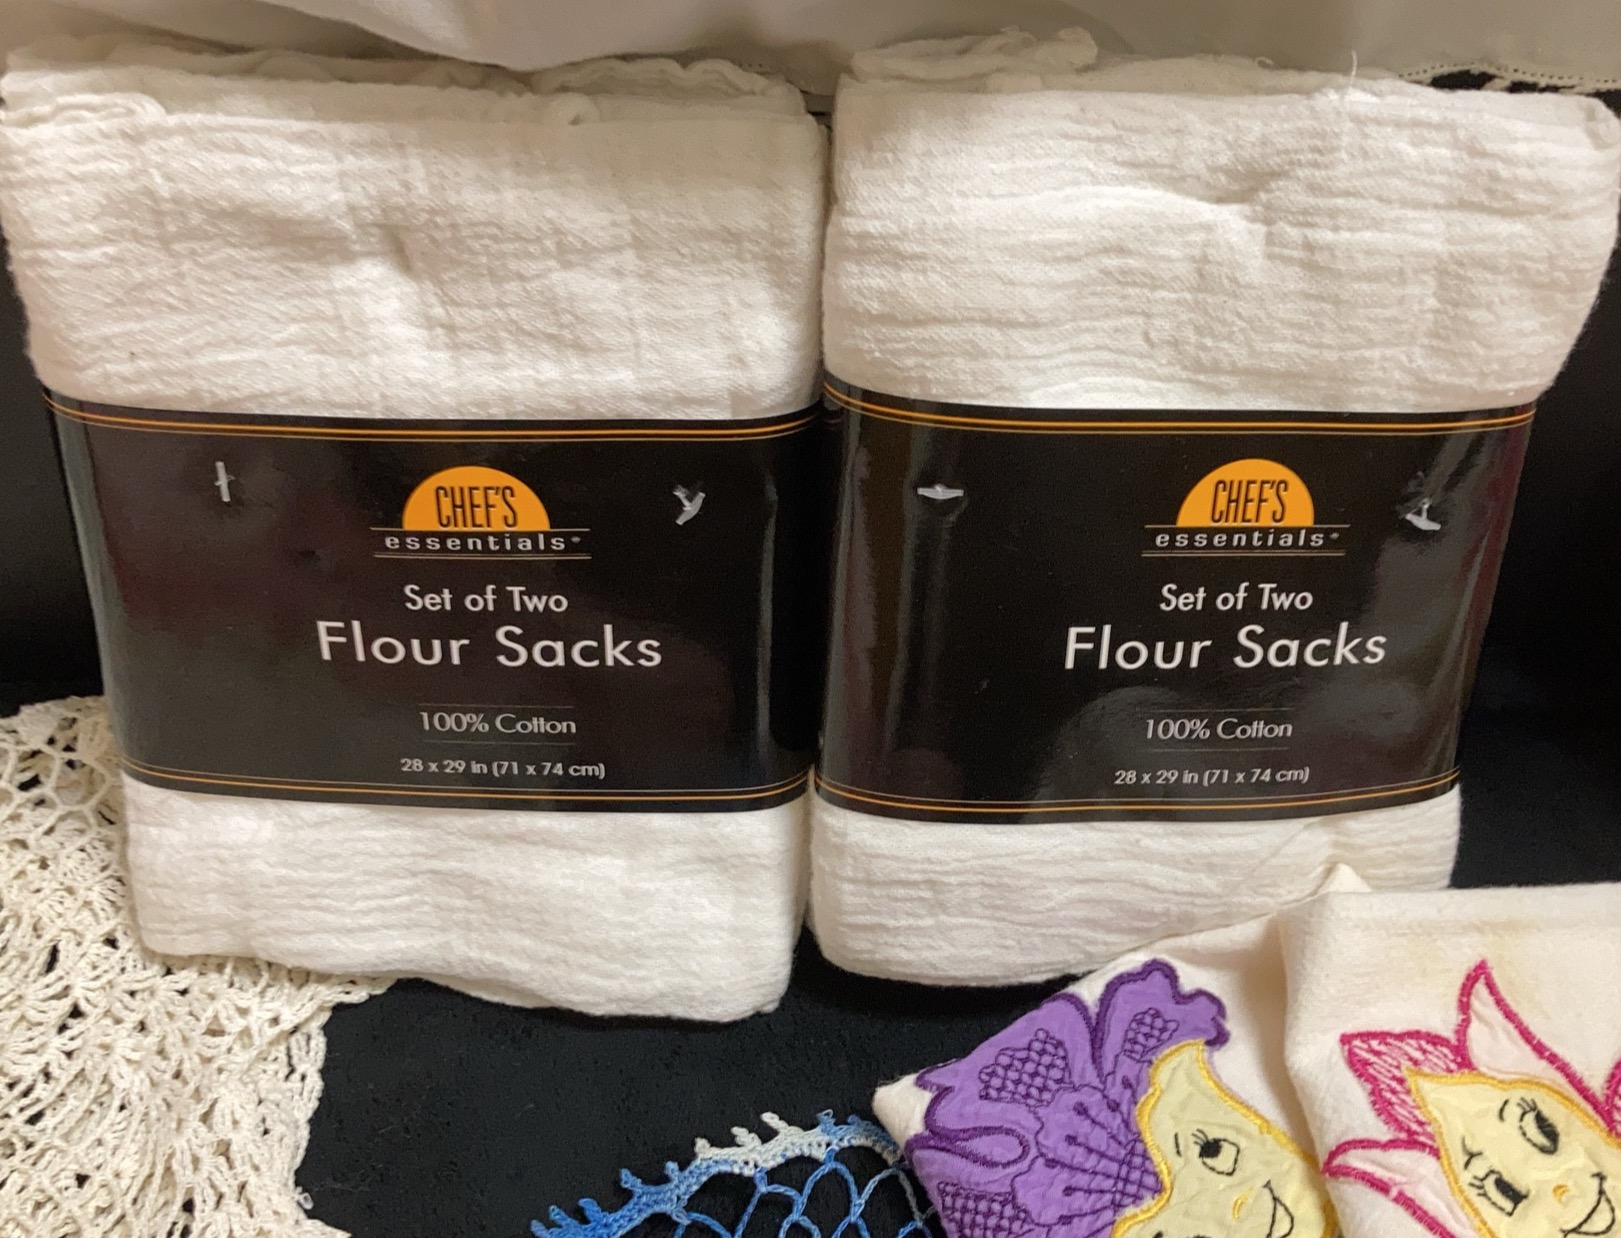 CHEF'S
essentials®
Set of Two
Flour Sacks
100% Cotton
28 x 29 in (71 x 74 cm)
CHEF'S
essentials®
Set of Two
Flour Sacks
100% Cotton
28 x 29 in (71 x 74 cm)